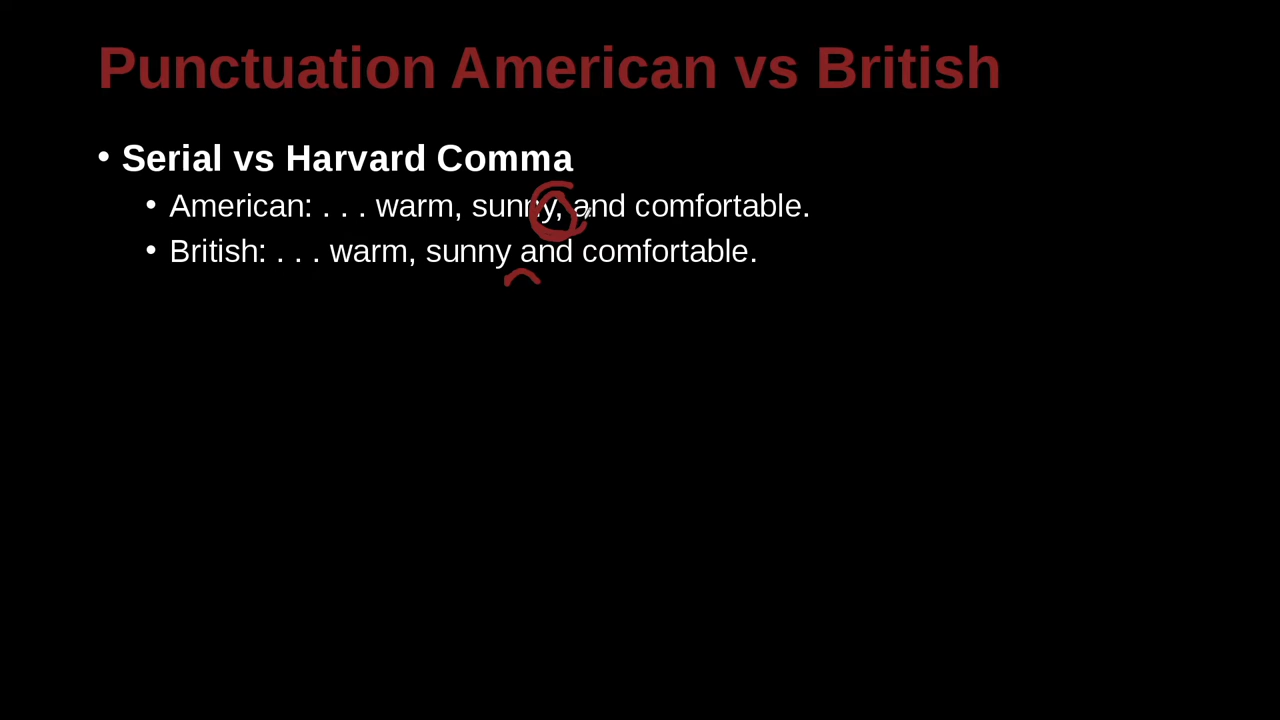 Punctuation American vs British
• Serial vs Harvard Comma
• American: . . . warm, sunny, and comfortable.
• British: . . . warm, sunny and comfortable.